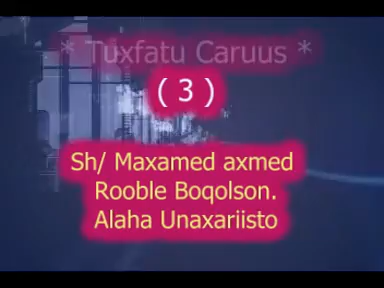 * Tuxfatu Caruus *
( 3 )
Sh/ Maxamed axmed
Rooble Boqolson.
Alaha Unaxariisto